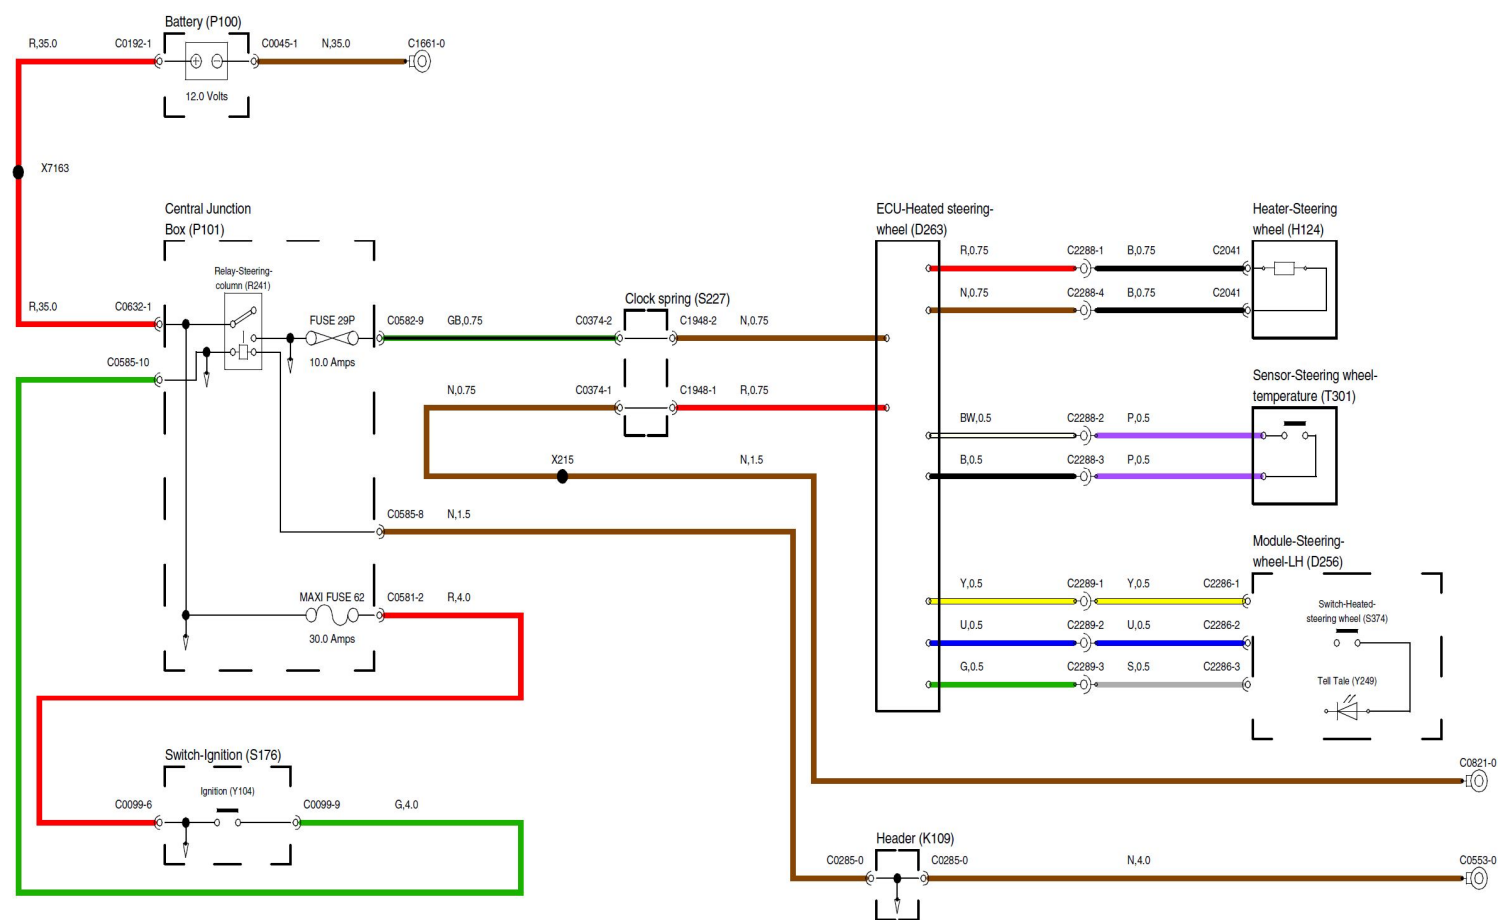 Battery (P100)
R,35.0 C0192-1 C0045-1 N,35.0 C1661-0
12.0 Volts
X7163
Central Junction
Box (P101)
ECU-Heated steering-
wheel (D263)
Heater-Steering
wheel (H124)
R,0.75 C2288-1 B,0.75 C2041
Relay-Steering-
column (R241)
N,0.75 C2288-4 B,0.75 C2041
R,35.0 C0632-1
Clock spring (S227)
FUSE 29P C0582-9 GB,0.75 C0374-2 C1948-2 N,0.75
10.0 Amps
C0585-10
Sensor-Steering wheel-
temperature (T301)
N,0.75 C0374-1 C1948-1 R,0.75
BW,0.5 C2288-2 P,0.5
X215 N,1.5
B,0.5 C2288-3 P,0.5
C0585-8 N,1.5
Module-Steering-
wheel-LH (D256)
Y,0.5 C2289-1 Y,0.5 C2286-1
MAXI FUSE 62 C0581-2 R,4.0
30.0 Amps
Switch-Heated-
steering wheel (S374)
U,0.5 C2289-2 U,0.5 C2286-2
G,0.5 C2289-3 S,0.5 C2286-3
Tell Tale (Y249)
Switch-Ignition (S176)
C0821-0
Ignition (Y104)
C0099-6 C0099-9 G,4.0
Header (K109)
C0285-0 C0285-0 N,4.0 C0553-0